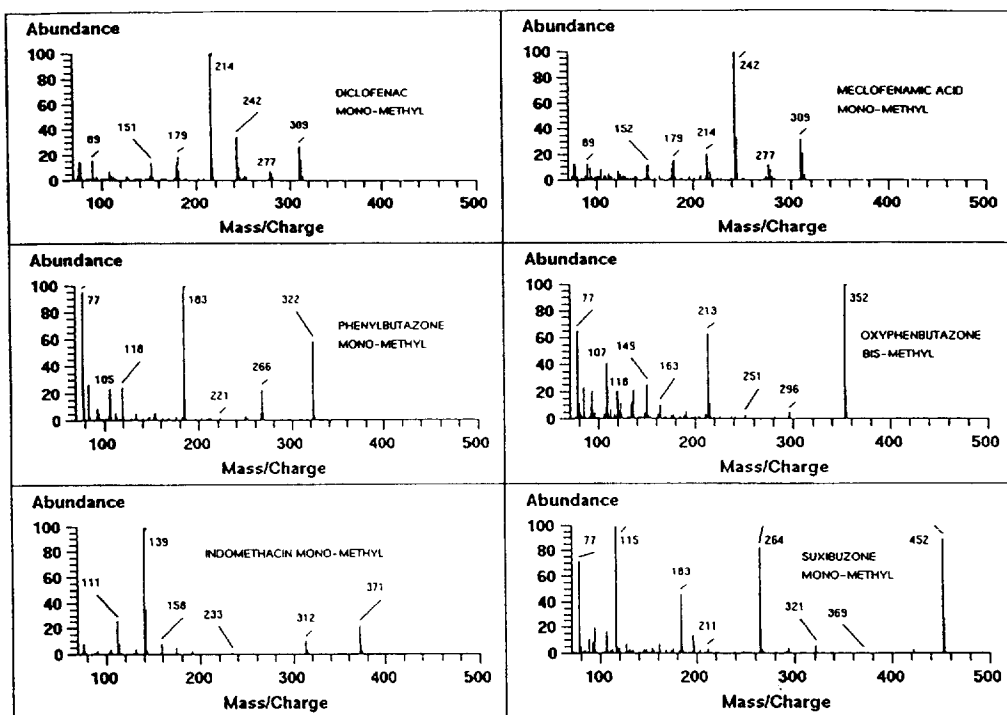 Abundance
100
80
60
40
20
0
214
242
309
151
179
89
277
DICLOFENAC
MONO-METHYL
100 200 300 400 500
Mass/Charge
Abundance
100
80
60
40
20
0
242
309
152
179
214
89
277
MECLOFENAMIC ACID
MONO-METHYL
100 200 300 400 500
Mass/Charge
Abundance
100
80
60
40
20
0
77
183
322
118
105
266
221
PHENYLBUTAZONE
MONO-METHYL
100 200 300 400 500
Mass/Charge
Abundance
100
80
60
40
20
0
77
213
352
149
107
163
118
251
296
OXYPHENBUTAZONE
BIS-METHYL
100 200 300 400 500
Mass/Charge
Abundance
100
80
60
40
20
0
139
INDOMETHACIN MONO-METHYL
111
158
233
312
371
100 200 300 400 500
Mass/Charge
Abundance
100
80
60
40
20
0
77
115
264
452
183
211
321
369
SUXIBUZONE
MONO-METHYL
100 200 300 400 500
Mass/Charge